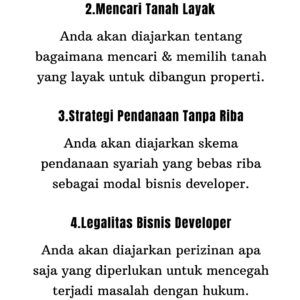 2.Mencari Tanah Layak
Anda akan diajarkan tentang
bagaimana mencari & memilih tanah
yang layak untuk dibangun properti.
3.Strategi Pendanaan Tanpa Riba
Anda akan diajarkan skema
pendanaan syariah yang bebas riba
sebagai modal bisnis developer.
4.Legalitas Bisnis Developer
Anda akan diajarkan perizinan apa
saja yang diperlukan untuk mencegah
terjadi masalah dengan hukum.